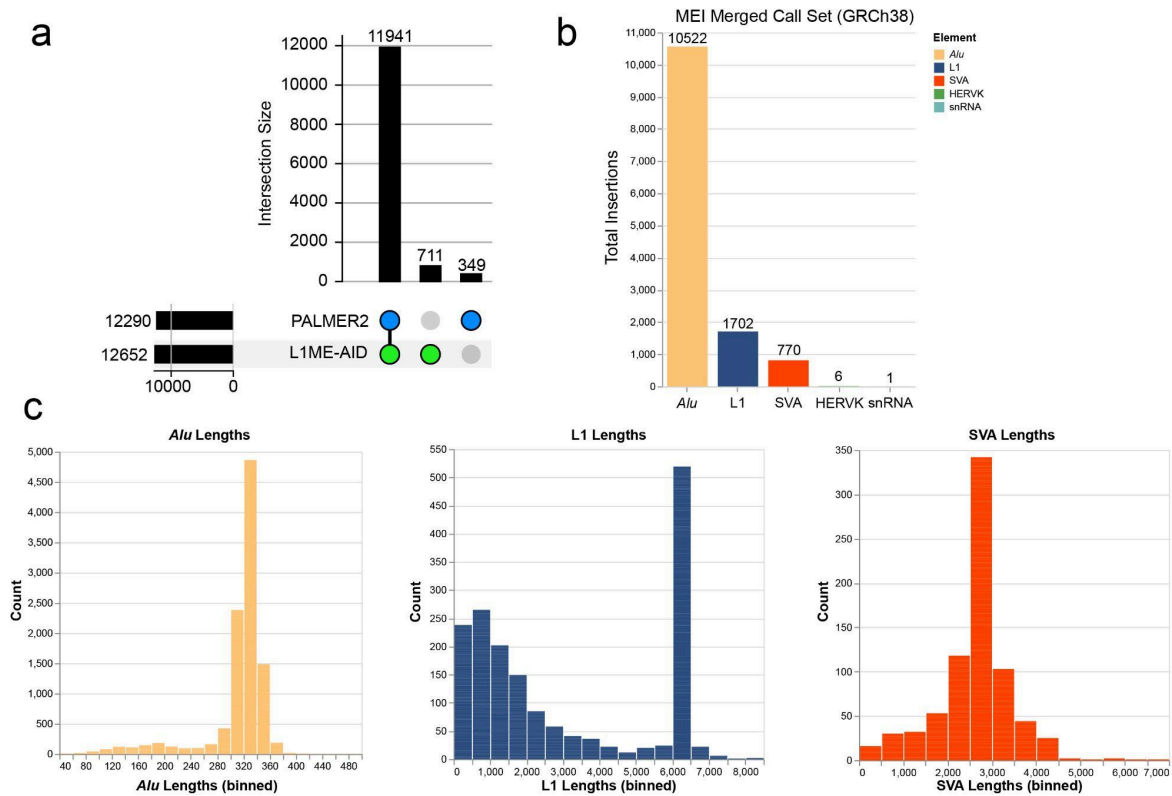 a
12000
10000
8000
6000
4000
2000
0
Intersection Size
11941
711
349
12290
12652
PALMER2
L1ME-AID
10000
0
b
MEI Merged Call Set (GRCh38)
11,000
10,000
9,000
8,000
7,000
6,000
5,000
4,000
3,000
2,000
1,000
0
Total Insertions
10522
1702
770
6
1
Alu
L1
SVA
HERVK
snRNA
Element
Alu
L1
SVA
HERVK
snRNA
c
Alu Lengths
5,000
4,500
4,000
3,500
3,000
2,500
2,000
1,500
1,000
500
0
Count
40 80 120 160 200 240 280 320 360 400 440 480
Alu Lengths (binned)
L1 Lengths
550
500
450
400
350
300
250
200
150
100
50
0
Count
0 1,000 2,000 3,000 4,000 5,000 6,000 7,000 8,000
L1 Lengths (binned)
SVA Lengths
350
300
250
200
150
100
50
0
Count
0 1,000 2,000 3,000 4,000 5,000 6,000 7,000
SVA Lengths (binned)